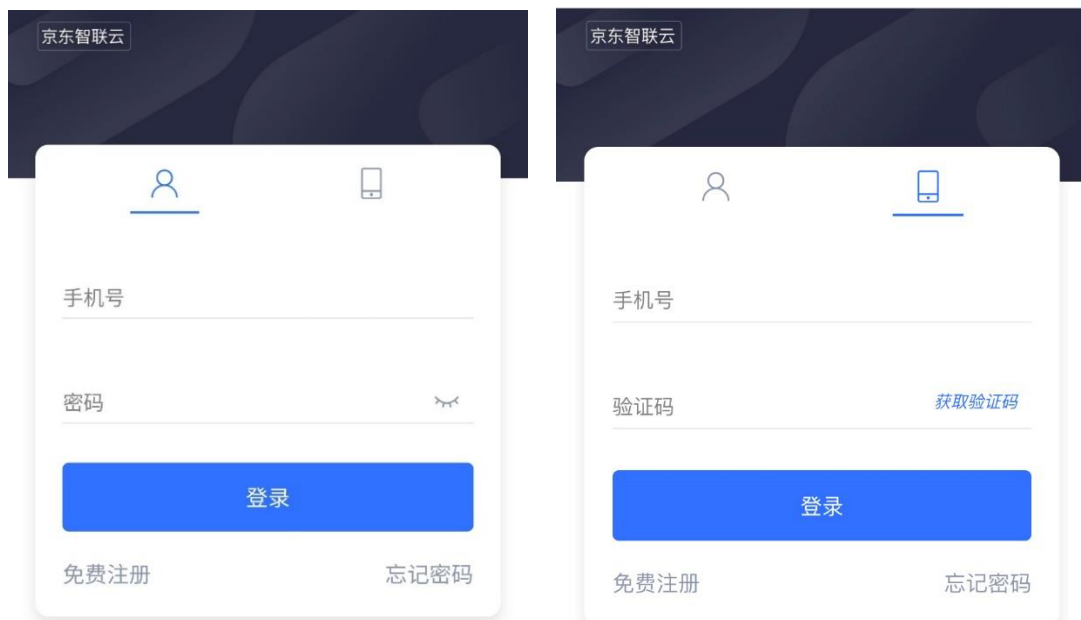 京东智联云
手机号
密码
登录
免费注册 忘记密码
京东智联云
手机号
验证码 获取验证码
登录
免费注册 忘记密码